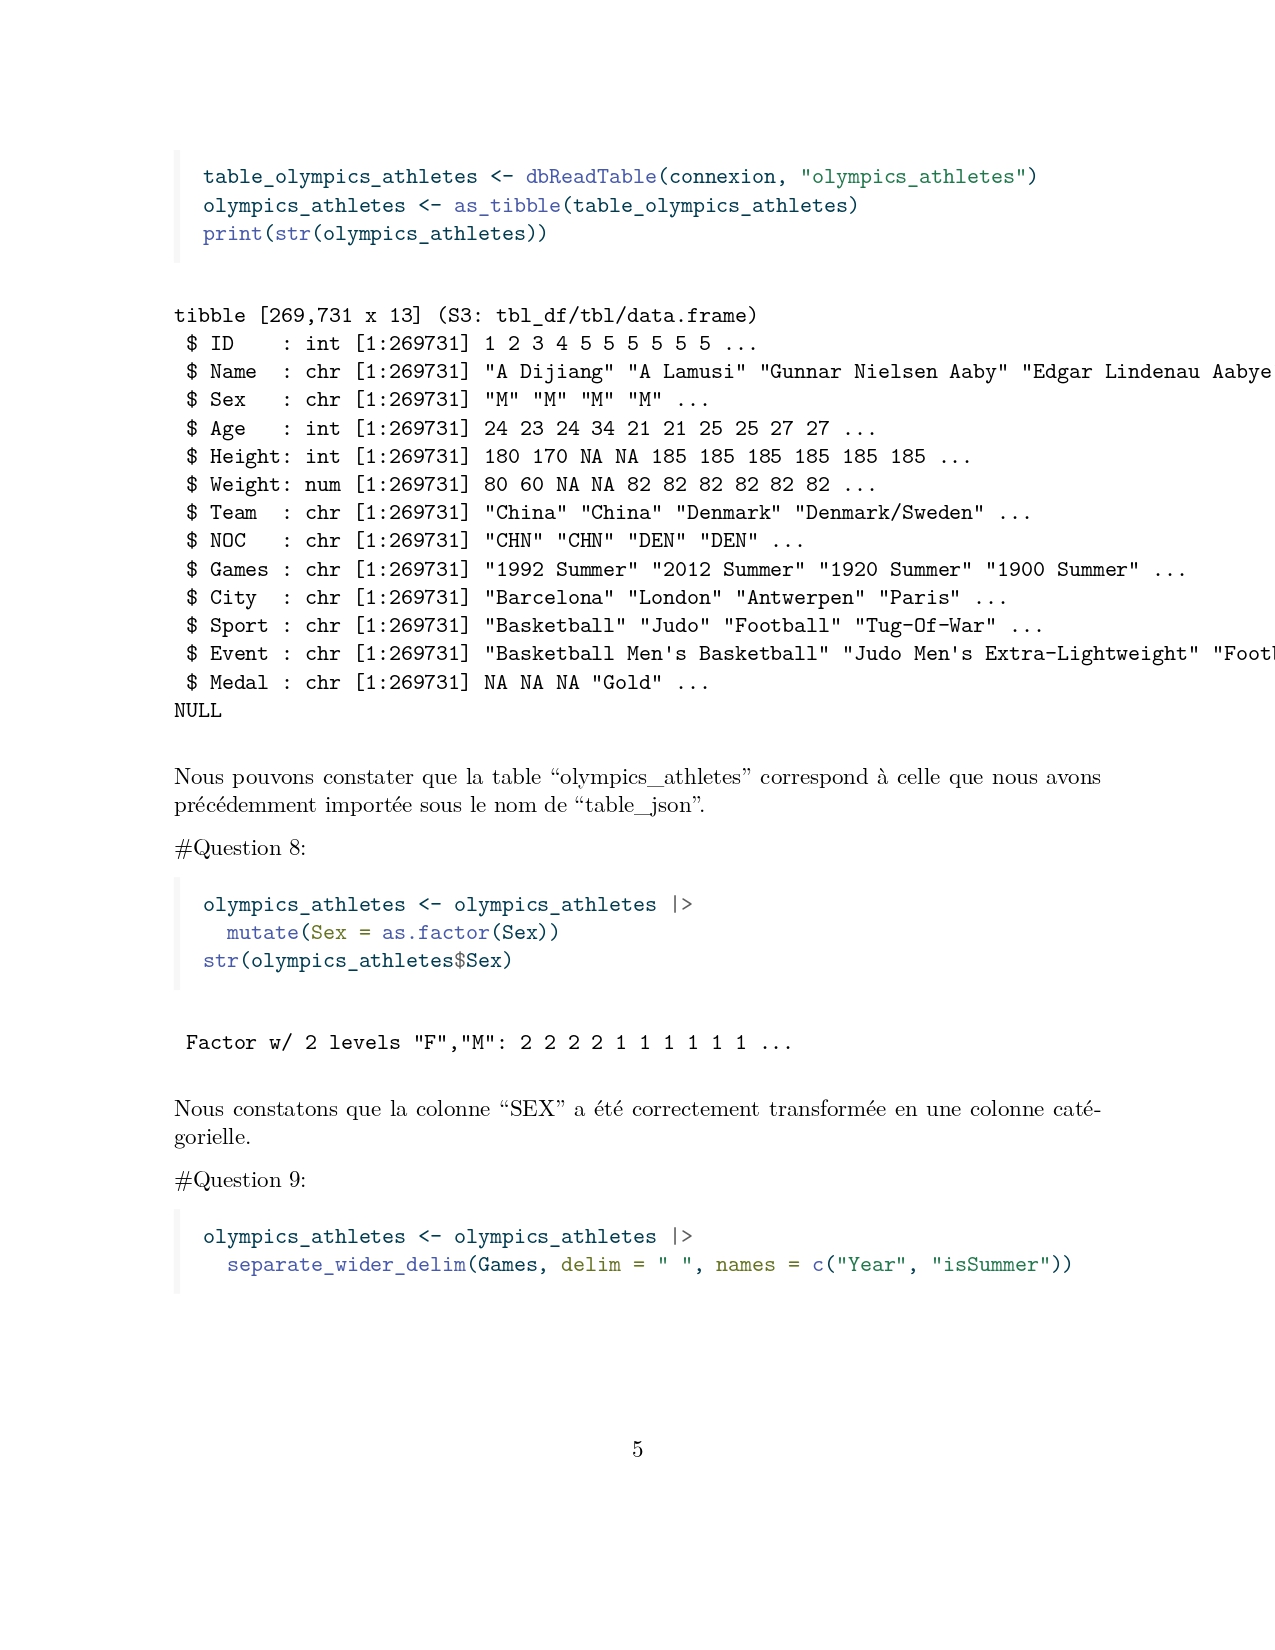 table_olympics_athletes <- dbReadTable(connexion, "olympics_athletes")
olympics_athletes <- as_tibble(table_olympics_athletes)
print(str(olympics_athletes))
tibble [269,731 x 13] (S3: tbl_df/tbl/data.frame)
 $ ID    : int [1:269731] 1 2 3 4 5 5 5 5 5 5 ...
 $ Name  : chr [1:269731] "A Dijiang" "A Lamusi" "Gunnar Nielsen Aaby" "Edgar Lindenau Aabye
 $ Sex   : chr [1:269731] "M" "M" "M" "M" ...
 $ Age   : int [1:269731] 24 23 24 34 21 21 25 25 27 27 ...
 $ Height: int [1:269731] 180 170 NA NA 185 185 185 185 185 185 ...
 $ Weight: num [1:269731] 80 60 NA NA 82 82 82 82 82 82 ...
 $ Team  : chr [1:269731] "China" "China" "Denmark" "Denmark/Sweden" ...
 $ NOC   : chr [1:269731] "CHN" "CHN" "DEN" "DEN" ...
 $ Games : chr [1:269731] "1992 Summer" "2012 Summer" "1920 Summer" "1900 Summer" ...
 $ City  : chr [1:269731] "Barcelona" "London" "Antwerpen" "Paris" ...
 $ Sport : chr [1:269731] "Basketball" "Judo" "Football" "Tug-Of-War" ...
 $ Event : chr [1:269731] "Basketball Men's Basketball" "Judo Men's Extra-Lightweight" "Foot
 $ Medal : chr [1:269731] NA NA NA "Gold" ...
NULL
Nous pouvons constater que la table “olympics_athletes” correspond à celle que nous avons
précédemment importée sous le nom de “table_json”.
#Question 8:
olympics_athletes <- olympics_athletes |>
  mutate(Sex = as.factor(Sex))
str(olympics_athletes$Sex)
 Factor w/ 2 levels "F","M": 2 2 2 2 1 1 1 1 1 1 ...
Nous constatons que la colonne “SEX” a été correctement transformée en une colonne caté-
gorielle.
#Question 9:
olympics_athletes <- olympics_athletes |>
  separate_wider_delim(Games, delim = " ", names = c("Year", "isSummer"))
5